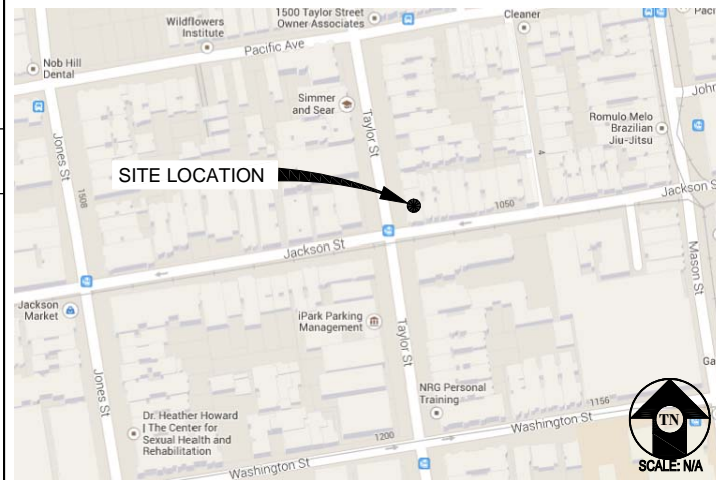 1500 Taylor Street
Owner Associates
Wildflowers
Institute
Cleaner
Pacific Ave
Nob Hill
Dental
Simmer
and Sear
Taylor St
Romulo Melo
Brazilian
Jiu-Jitsu
Jones St
1508
4
SITE LOCATION
1050
Jackson St
Mason St
Jackson
Market
iPark Parking
Management
Taylor St
Jones St
NRG Personal
Training
1156
Washington St
Dr. Heather Howard
| The Center for
Sexual Health and
Rehabilitation
1200
Washington St
TN
SCALE: N/A